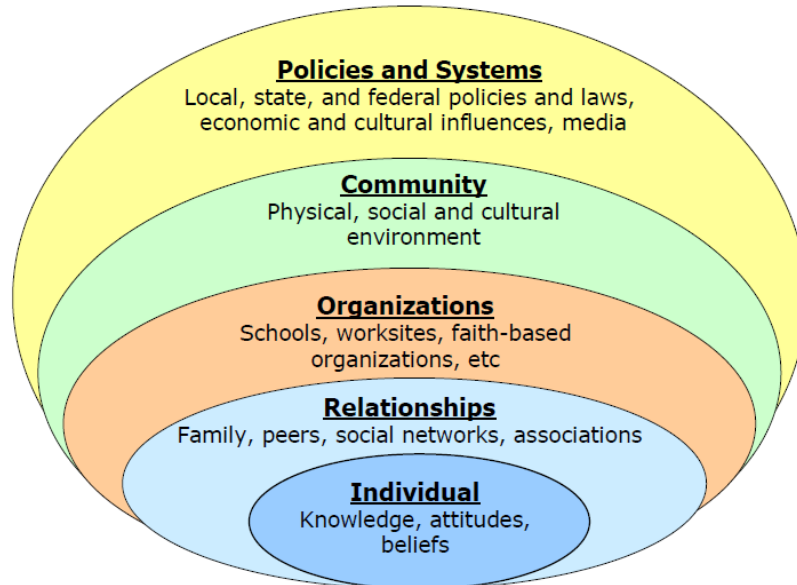 Policies and Systems
Local, state, and federal policies and laws,
economic and cultural influences, media
Community
Physical, social and cultural
environment
Organizations
Schools, worksites, faith-based
organizations, etc
Relationships
Family, peers, social networks, associations
Individual
Knowledge, attitudes,
beliefs